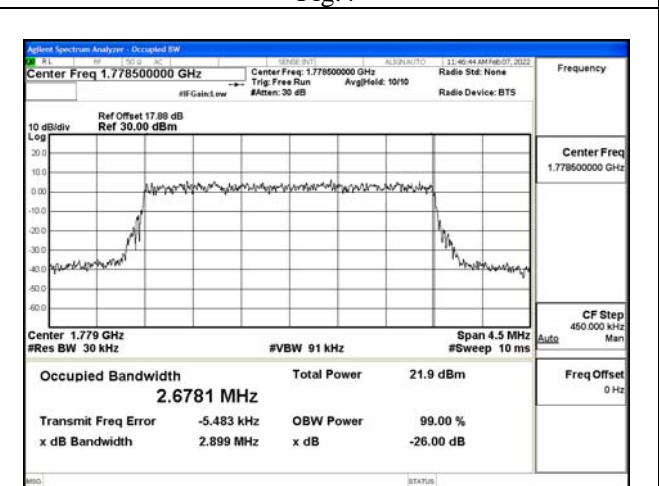 Agilent Spectrum Analyzer - Occupied BW
RL RF 50 Ω AC SENSE:INT ALIGN AUTO 11:46:44 AM Feb 07, 2022
Center Freq 1.778500000 GHz Center Freq: 1.778500000 GHz Radio Std: None Frequency
Trig: Free Run Avg|Hold: 10/10
#IFGain:Low #Atten: 30 dB Radio Device: BTS
Ref Offset 17.88 dB
10 dB/div Ref 30.00 dBm
Log
20.0
10.0
0.00
-10.0
-20.0
-30.0
-40.0
-50.0
-60.0
Center Freq
1.778500000 GHz
Center 1.779 GHz Span 4.5 MHz
#Res BW 30 kHz #VBW 91 kHz #Sweep 10 ms
CF Step
450.000 kHz
Auto Man
Occupied Bandwidth Total Power 21.9 dBm
2.6781 MHz
Transmit Freq Error -5.483 kHz OBW Power 99.00 %
x dB Bandwidth 2.899 MHz x dB -26.00 dB
Freq Offset
0 Hz
MSG STATUS